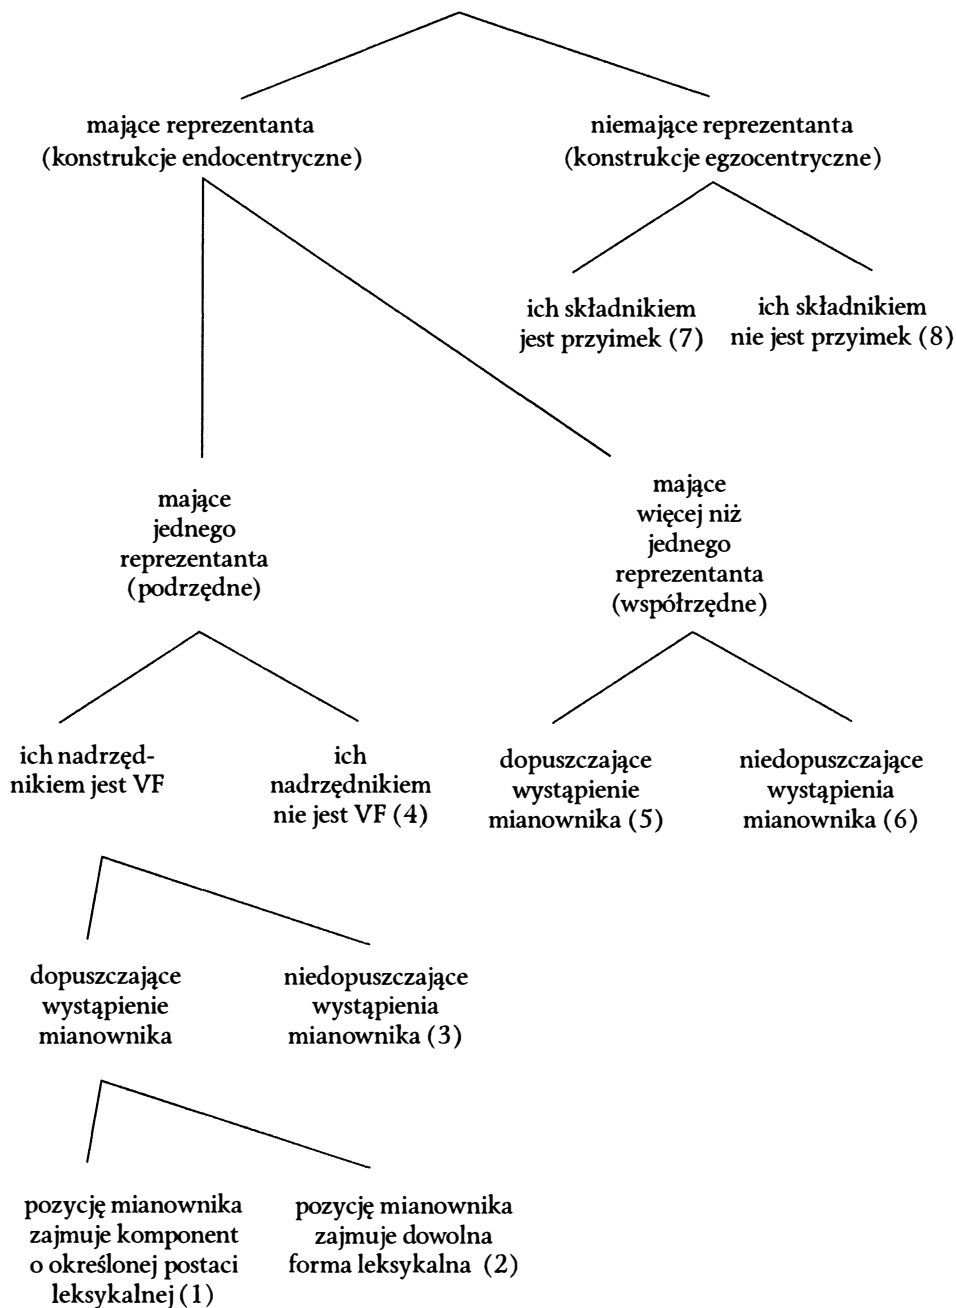 mające reprezentanta
(konstrukcje endocentryczne)
niemające reprezentanta
(konstrukcje egzocentryczne)
ich składnikiem
jest przyimek (7)
ich składnikiem
nie jest przyimek (8)
mające
jednego
reprezentanta
(podrzędne)
mające
więcej niż
jednego
reprezentanta
(współrzędne)
ich nadrzęd-
nikiem jest VF
ich
nadrzędnikiem
nie jest VF (4)
dopuszczające
wystąpienie
mianownika (5)
niedopuszczające
wystąpienia
mianownika (6)
dopuszczające
wystąpienie
mianownika
niedopuszczające
wystąpienia
mianownika (3)
pozycję mianownika
zajmuje komponent
o określonej postaci
leksykalnej (1)
pozycję mianownika
zajmuje dowolna
forma leksykalna (2)